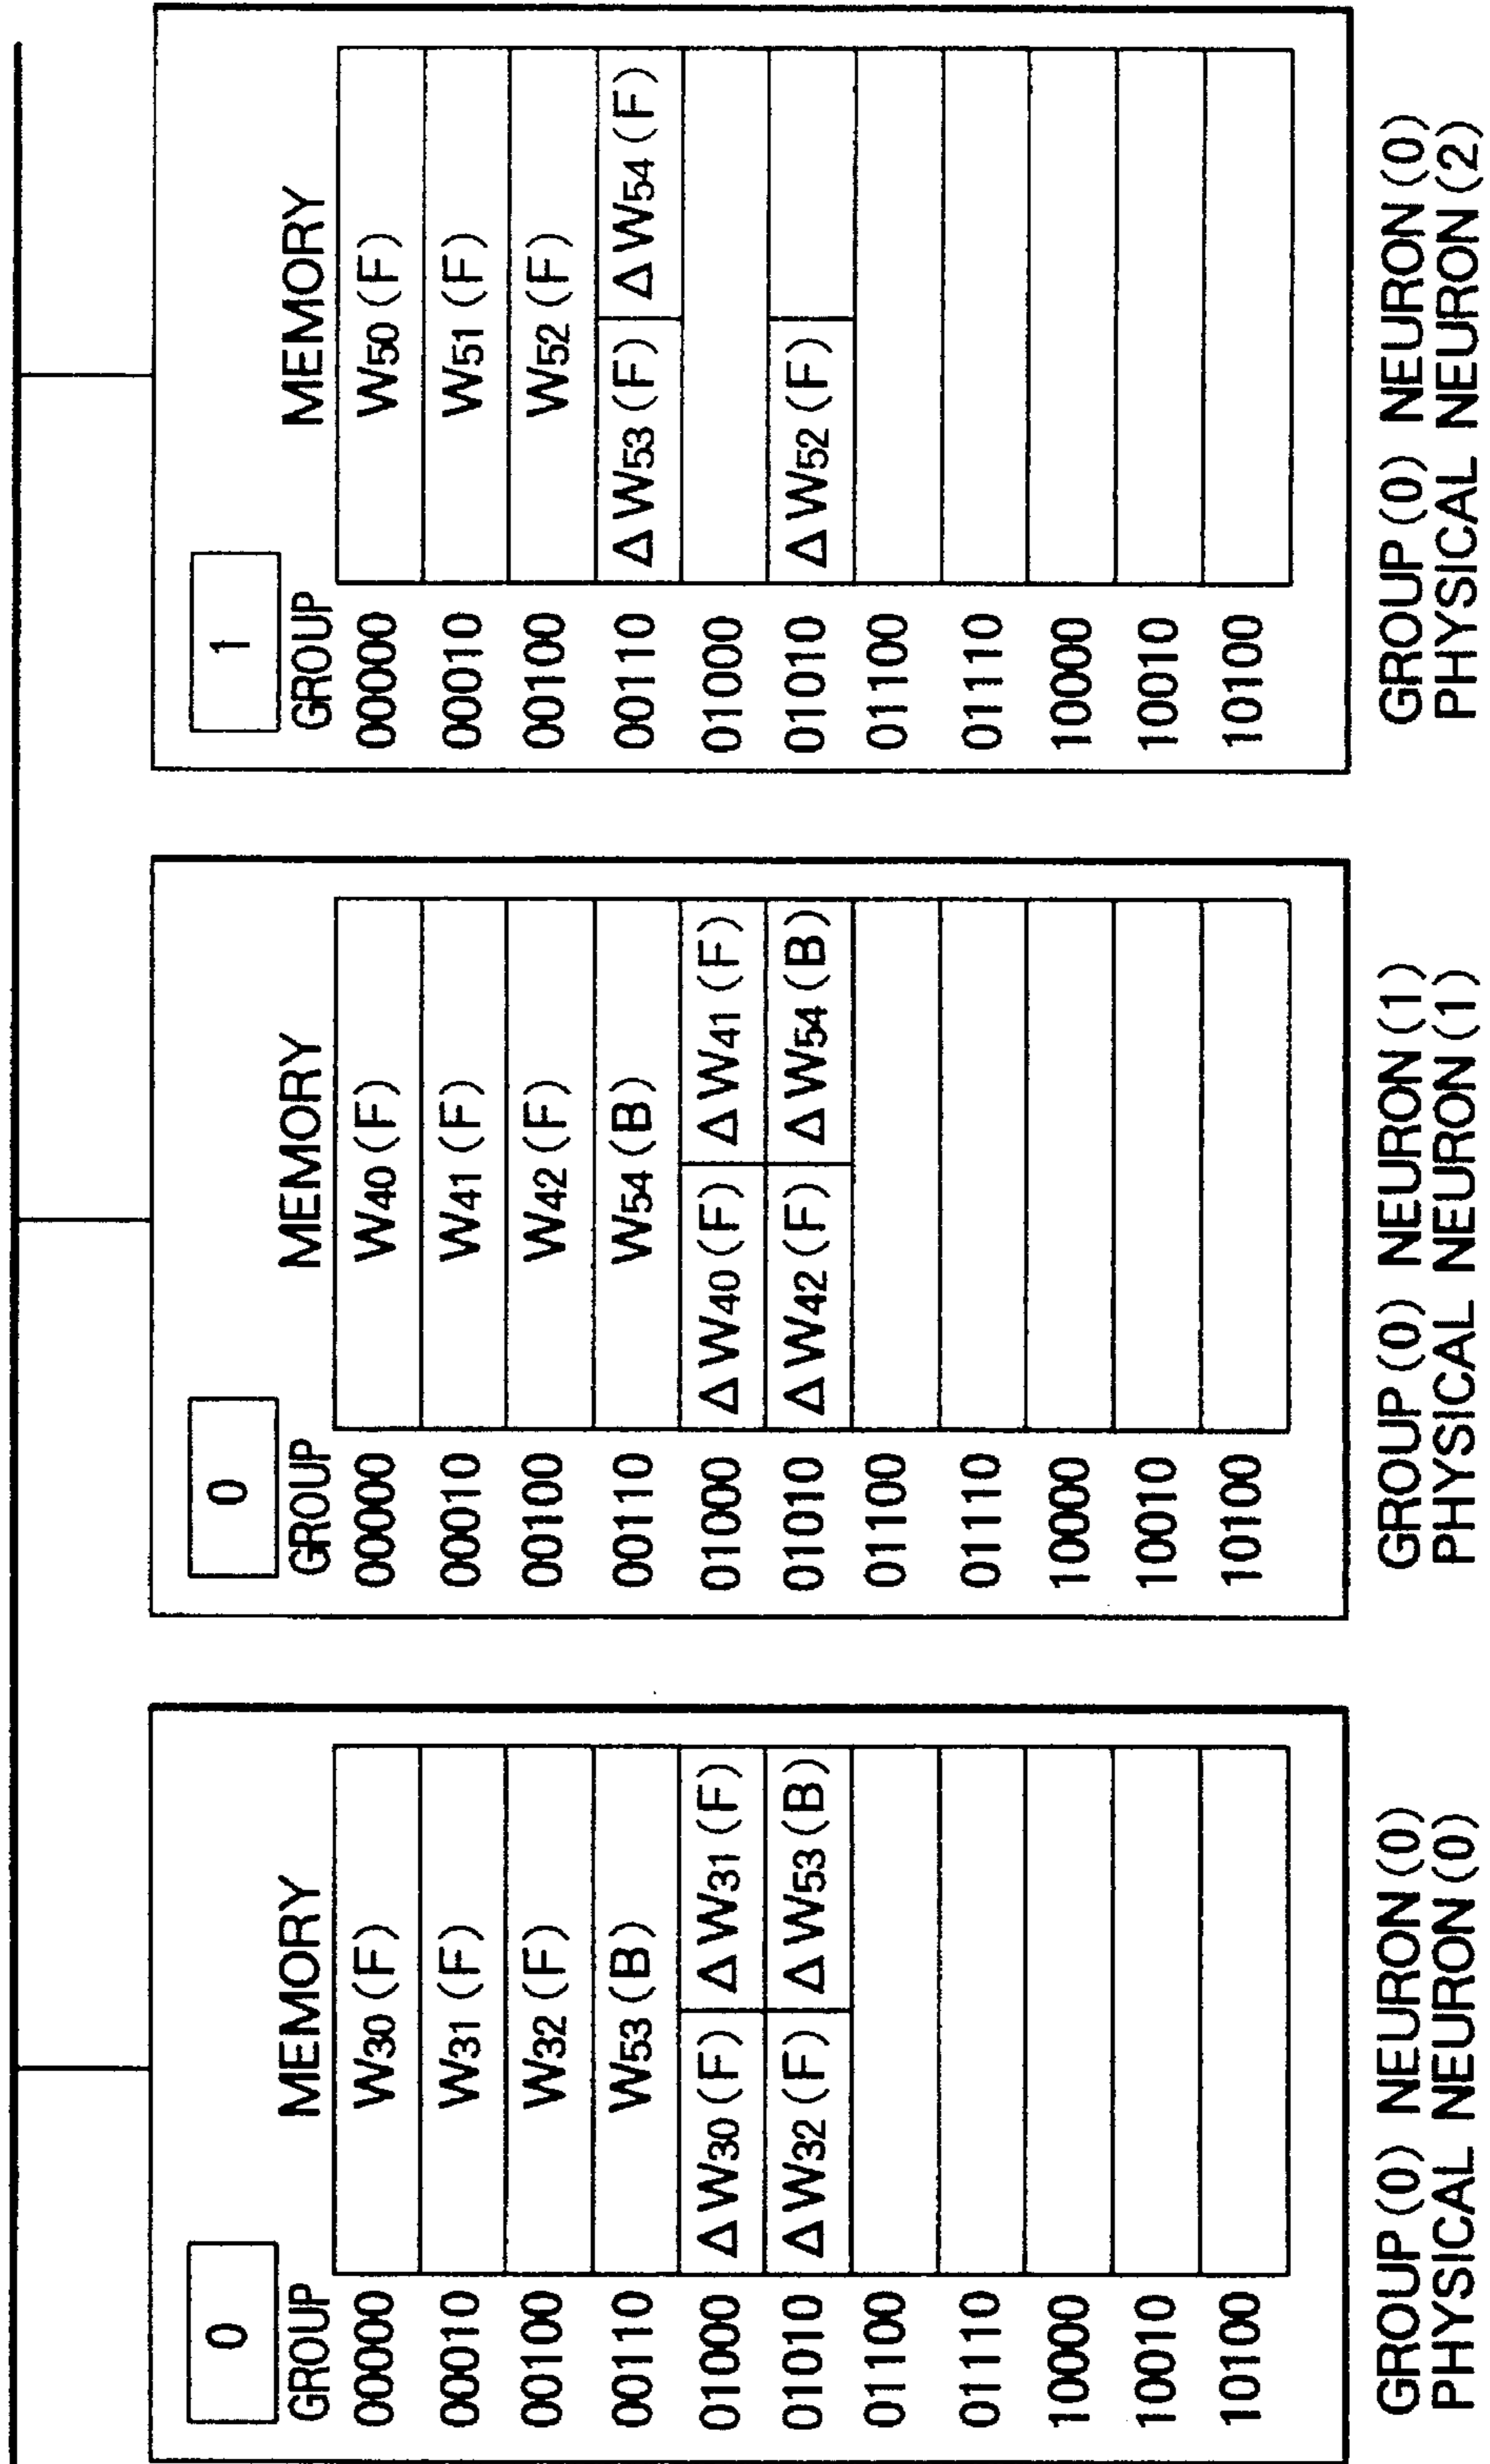 0
GROUP
MEMORY
00000 W30 (F)
00010 W31 (F)
00100 W32 (F)
00110 W53 (B)
01000 ΔW30 (F) ΔW31 (F)
01010 ΔW32 (F) ΔW53 (B)
01100
01110
10000
10010
10100
GROUP (0) NEURON (0)
PHYSICAL NEURON (0)
0
GROUP
MEMORY
00000 W40 (F)
00010 W41 (F)
00100 W42 (F)
00110 W54 (B)
01000 ΔW40 (F) ΔW41 (F)
01010 ΔW42 (F) ΔW54 (B)
01100
01110
10000
10010
10100
GROUP (0) NEURON (1)
PHYSICAL NEURON (1)
1
GROUP
MEMORY
00000 W50 (F)
00010 W51 (F)
00100 W52 (F)
00110 ΔW53 (F) ΔW54 (F)
01000
01010 ΔW52 (F)
01100
01110
10000
10010
10100
GROUP (0) NEURON (0)
PHYSICAL NEURON (2)